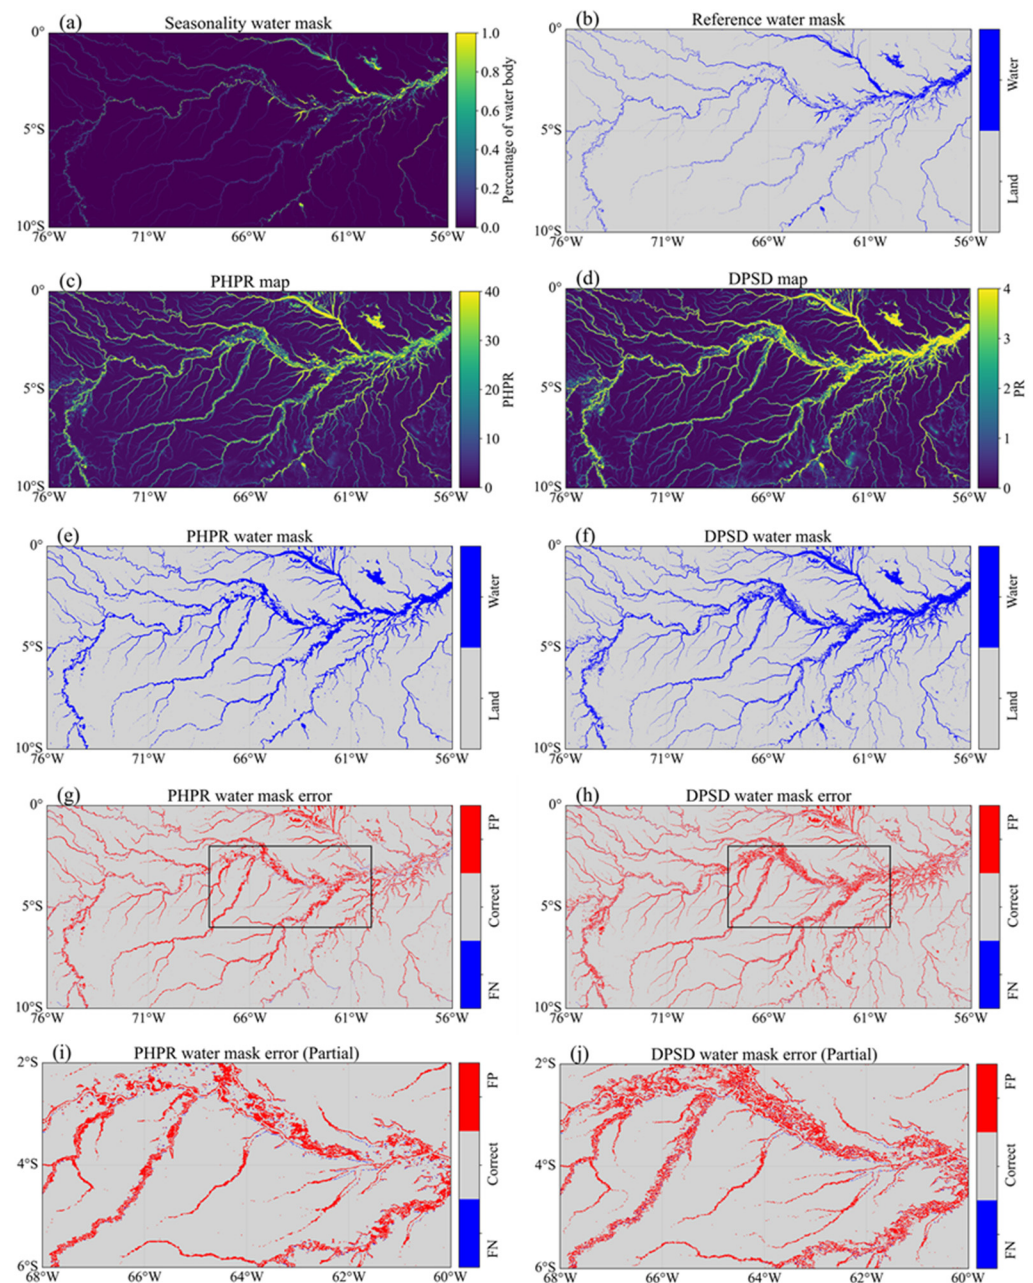 (a) Seasonality water mask
0°
5°S
10°S
76°W 71°W 66°W 61°W 56°W
1.0
0.8
0.6
0.4
0.2
0.0
Percentage of water body
(b) Reference water mask
0°
5°S
10°S
76°W 71°W 66°W 61°W 56°W
Water
Land
(c) PHPR map
0°
5°S
10°S
76°W 71°W 66°W 61°W 56°W
40
30
20
10
0
PHPR
(d) DPSD map
0°
5°S
10°S
76°W 71°W 66°W 61°W 56°W
4
3
2
1
0
PR
(e) PHPR water mask
0°
5°S
10°S
76°W 71°W 66°W 61°W 56°W
Water
Land
(f) DPSD water mask
0°
5°S
10°S
76°W 71°W 66°W 61°W 56°W
Water
Land
(g) PHPR water mask error
0°
5°S
10°S
76°W 71°W 66°W 61°W 56°W
FP
Correct
FN
(h) DPSD water mask error
0°
5°S
10°S
76°W 71°W 66°W 61°W 56°W
FP
Correct
FN
(i) PHPR water mask error (Partial)
2°S
4°S
6°S
68°W 66°W 64°W 62°W 60°W
FP
Correct
FN
(j) DPSD water mask error (Partial)
2°S
4°S
6°S
68°W 66°W 64°W 62°W 60°W
FP
Correct
FN